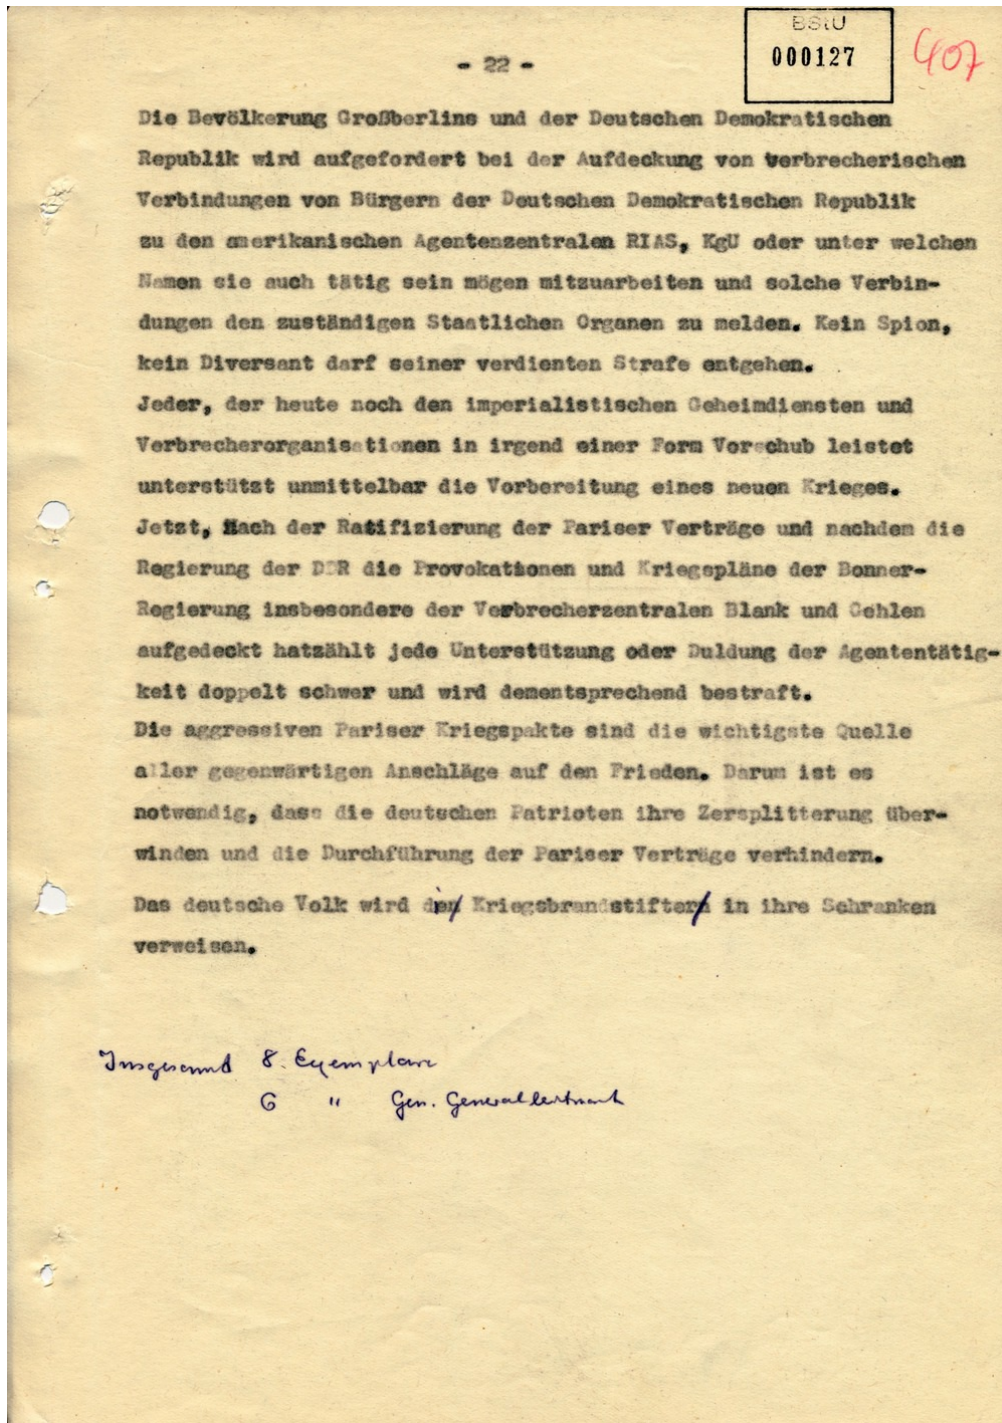 BStU
000127
407
- 22 -
Die Bevölkerung Großberlins und der Deutschen Demokratischen
Republik wird aufgefordert bei der Aufdeckung von verbrecherischen
Verbindungen von Bürgern der Deutschen Demokratischen Republik
zu den amerikanischen Agentenzentralen RIAS, KgU oder unter welchen
Namen sie auch tätig sein mögen mitzuarbeiten und solche Verbin-
dungen den zuständigen Staatlichen Organen zu melden. Kein Spion,
kein Diversant darf seiner verdienten Strafe entgehen.
Jeder, der heute noch den imperialistischen Geheimdiensten und
Verbrecherorganisationen in irgend einer Form Vorschub leistet
unterstützt unmittelbar die Vorbereitung eines neuen Krieges.
Jetzt, Nach der Ratifizierung der Pariser Verträge und nachdem die
Regierung der DDR die Provokationen und Kriegspläne der Bonner-
Regierung insbesondere der Verbrecherzentralen Blank und Gehlen
aufgedeckt hatzählt jede Unterstützung oder Duldung der Agententätig-
keit doppelt schwer und wird dementsprechend bestraft.
Die aggressiven Pariser Kriegspakte sind die wichtigste Quelle
aller gegenwärtigen Anschläge auf den Frieden. Darum ist es
notwendig, dass die deutschen Patrioten ihre Zersplitterung über-
winden und die Durchführung der Pariser Verträge verhindern.
Das deutsche Volk wird die Kriegsbrandstifter in ihre Schranken
verweisen.
Insgesamt 8. Exemplare
6 " Gen. Generalleutnant